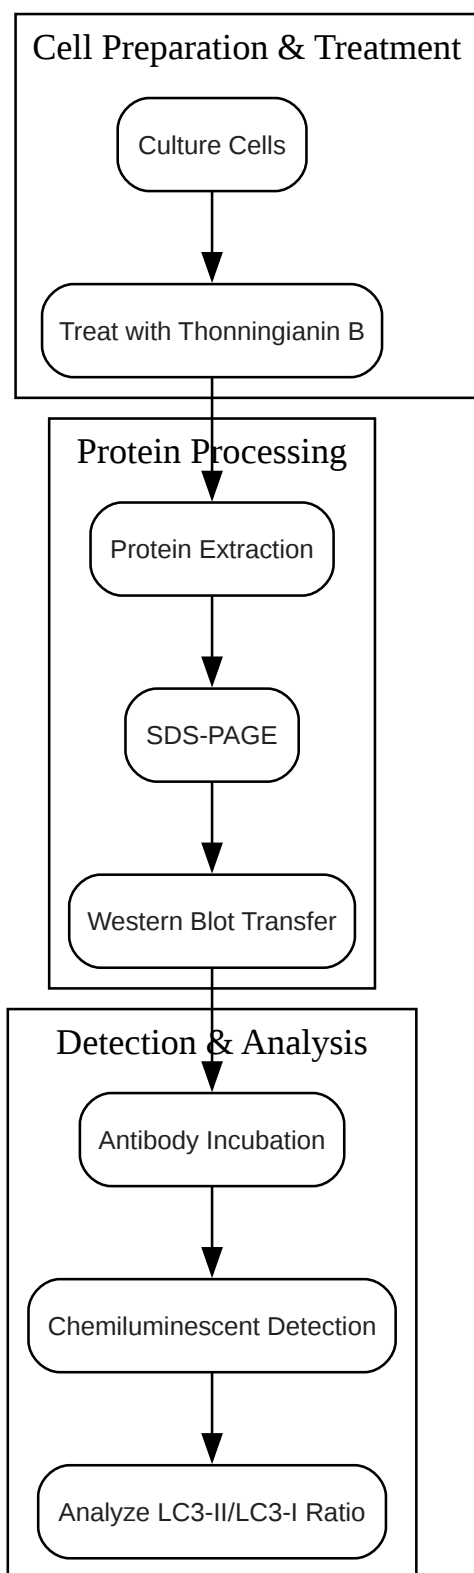 Cell Preparation & Treatment
Culture Cells
Treat with Thonningianin B
Protein Processing
Protein Extraction
SDS-PAGE
Western Blot Transfer
Detection & Analysis
Antibody Incubation
Chemiluminescent Detection
Analyze LC3-II/LC3-I Ratio